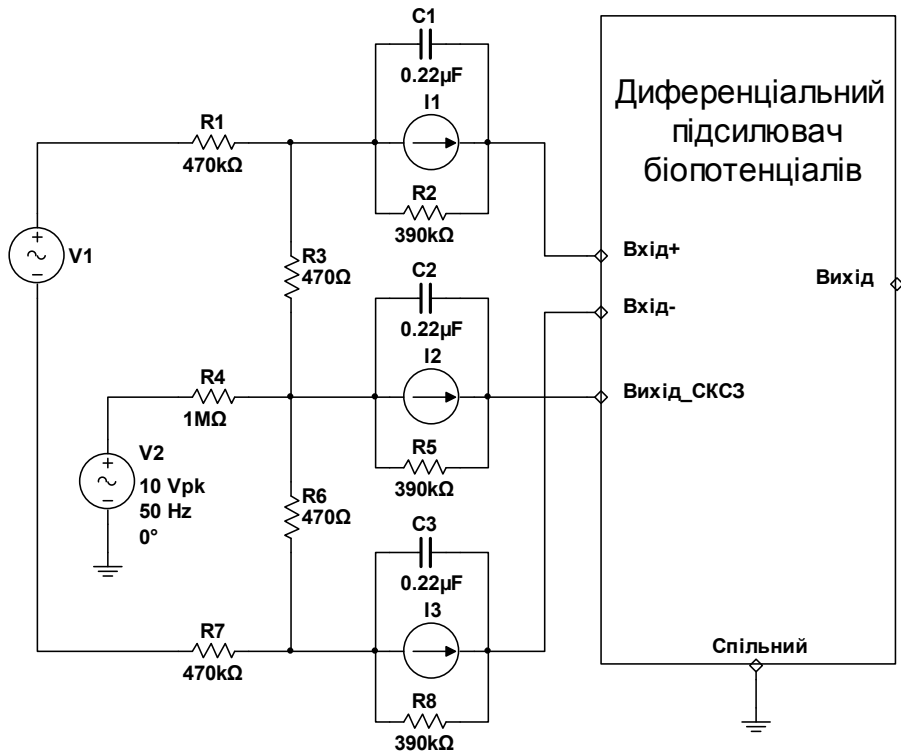 C1
0.22µF
I1
R1
470kΩ
R2
390kΩ
V1
R3
470Ω
C2
0.22µF
I2
R4
1MΩ
R5
390kΩ
V2
10 Vpk
50 Hz
0°
R6
470Ω
C3
0.22µF
I3
R7
470kΩ
R8
390kΩ
Диференціальний
підсилювач
біопотенціалів
Вхід+
Вхід-
Вихід
Вихід_СКСЗ
Спільний